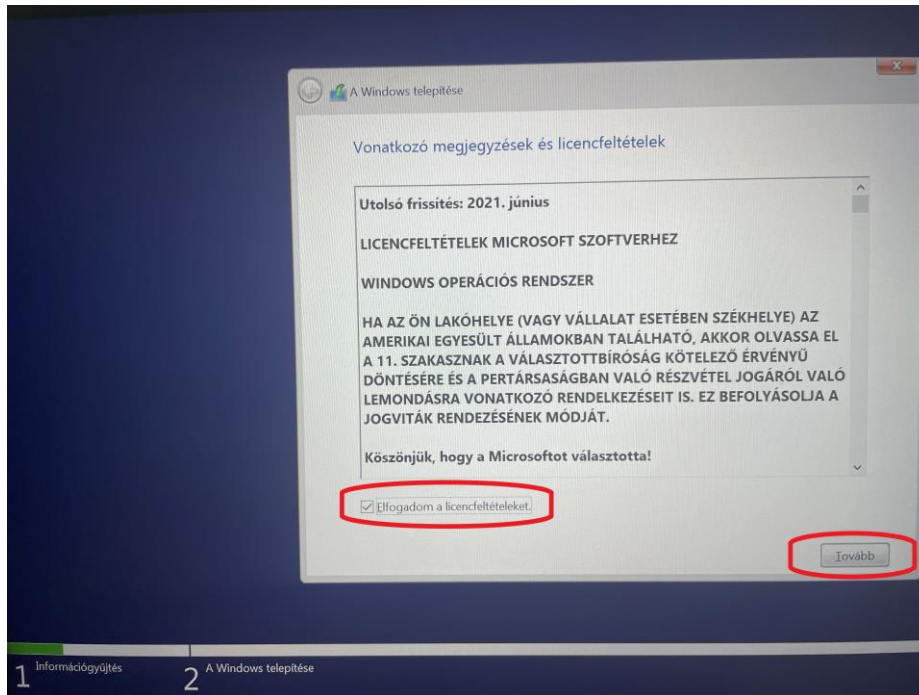 A Windows telepítése
Vonatkozó megjegyzések és licencfeltételek
Utolsó frissítés: 2021. június
LICENCFELTÉTELEK MICROSOFT SZOFTVERHEZ
WINDOWS OPERÁCIÓS RENDSZER
HA AZ ÖN LAKÓHELYE (VAGY VÁLLALAT ESETÉBEN SZÉKHELYE) AZ
AMERIKAI EGYESÜLT ÁLLAMOKBAN TALÁLHATÓ, AKKOR OLVASSA EL
A 11. SZAKASZNAK A VÁLASZTOTTBÍRÓSÁG KÖTELEZŐ ÉRVÉNYŰ
DÖNTÉSÉRE ÉS A PERTÁRSASÁGBAN VALÓ RÉSZVÉTEL JOGÁRÓL VALÓ
LEMONDÁSRA VONATKOZÓ RENDELKEZÉSEIT IS. EZ BEFOLYÁSOLJA A
JOGVITÁK RENDEZÉSÉNEK MÓDJÁT.
Köszönjük, hogy a Microsoftot választotta!
Elfogadom a licencfeltételeket.
Tovább
1 Információgyűjtés 2 A Windows telepítése